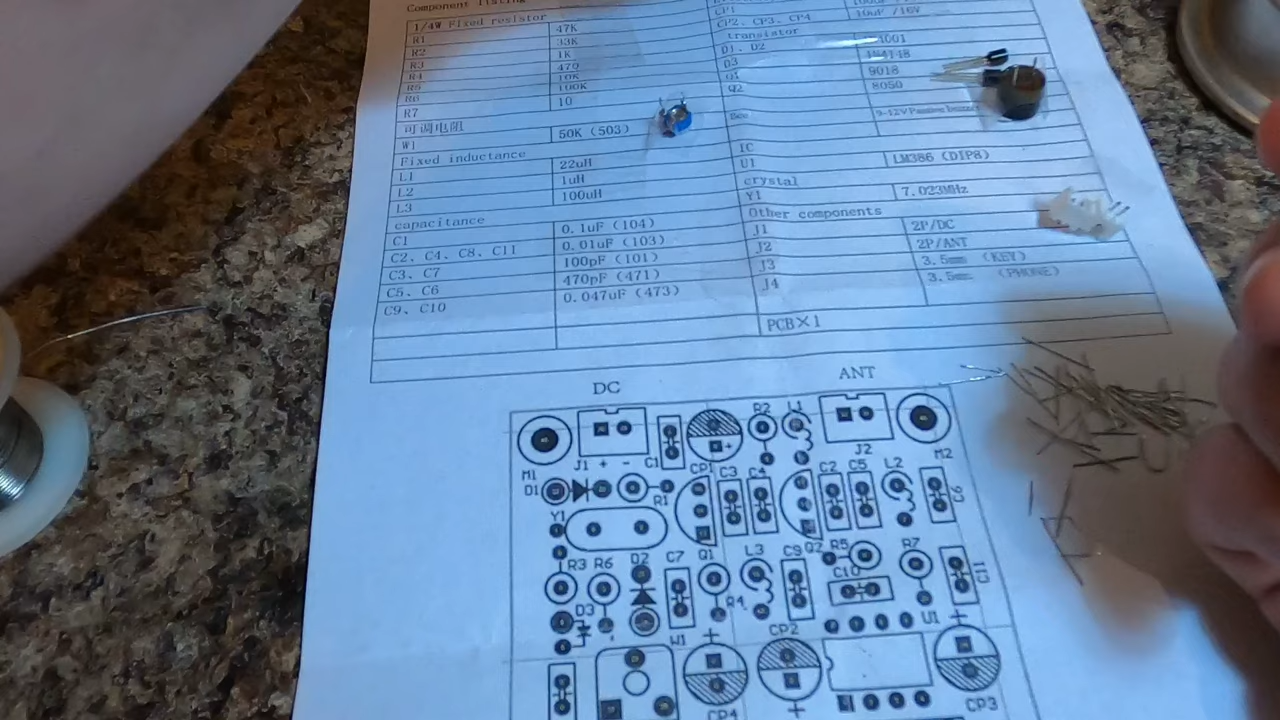 Component listing
1/4W Fixed resistor
R1 47K
R2 33K
R3 1K
R4 470
R5 10K
R6 100K
R7 10
可调电阻
W1 50K (503)
Fixed inductance
L1 22uH
L2 1uH
L3 100uH
capacitance
C1 0.1uF (104)
C2、C4、C8、C11 0.01uF (103)
C3、C7 100pF (101)
C5、C6 470pF (471)
C9、C10 0.047uF (473)
CP1
CP2、CP3、CP4 10uF /16V
transistor
D1、D2
D3 1N4148
Q1 9018
Q2 8050
9-12V Passive
IC
U1 LM386 (DIP8)
crystal
Y1 7.023MHz
Other components
J1 2P/DC
J2 2P/ANT
J3 3.5mm (KEY)
J4 3.5mm (PHONE)
PCB×1
DC ANT
J1 + - C1 CP1 + R2 L1 J2
M1 M2
D1 R1 C3 C4 C2 C5 L2 C6
Y1 Q1 Q2
R3 R6 D2 C7 L3 C9 R5 R7 C11
D3 R4 C10 U1
W1 + CP2 +
CP4 + CP3